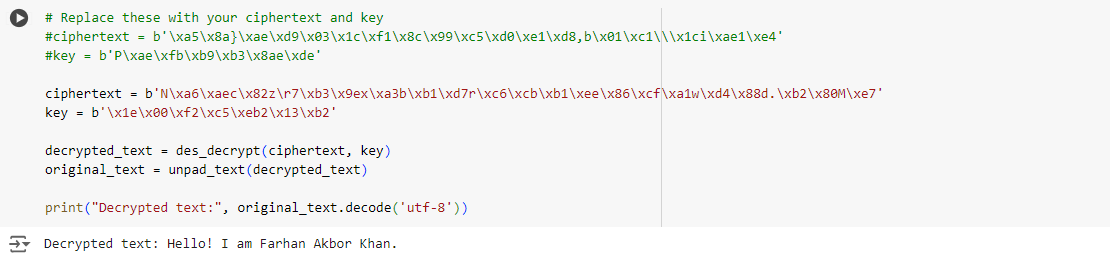 # Replace these with your ciphertext and key
#ciphertext = b'\xa5\x8a}\xae\xd9\x03\x1c\xf1\x8c\x99\xc5\xd0\xe1\xd8,b\x01\xc1\\\x1ci\xae1\xe4'
#key = b'P\xae\xfb\xb9\xb3\x8ae\xde'
ciphertext = b'N\xa6\xaec\x82z\r7\xb3\x9ex\xa3b\xb1\xd7r\xc6\xcb\xb1\xee\x86\xcf\xa1w\xd4\x88d.\xb2\x80M\xe7'
key = b'\x1e\x00\xf2\xc5\xeb2\x13\xb2'
decrypted_text = des_decrypt(ciphertext, key)
original_text = unpad_text(decrypted_text)
print("Decrypted text:", original_text.decode('utf-8'))
Decrypted text: Hello! I am Farhan Akbor Khan.